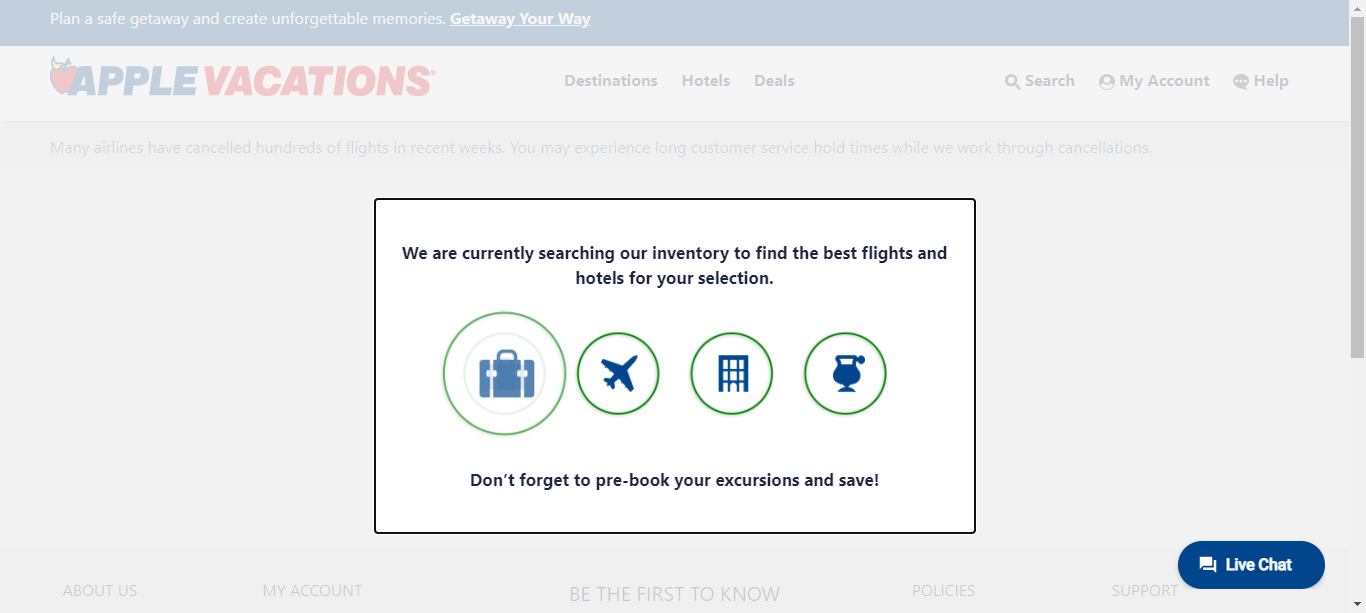 Plan a safe getaway and create unforgettable memories. Getaway Your Way
APPLE VACATIONS®
Destinations
Hotels
Deals
Search
My Account
Help
Many airlines have cancelled hundreds of flights in recent weeks. You may experience long customer service hold times while we work through cancellations.
We are currently searching our inventory to find the best flights and
hotels for your selection.
Don’t forget to pre-book your excursions and save!
Live Chat
ABOUT US
MY ACCOUNT
BE THE FIRST TO KNOW
POLICIES
SUPPORT